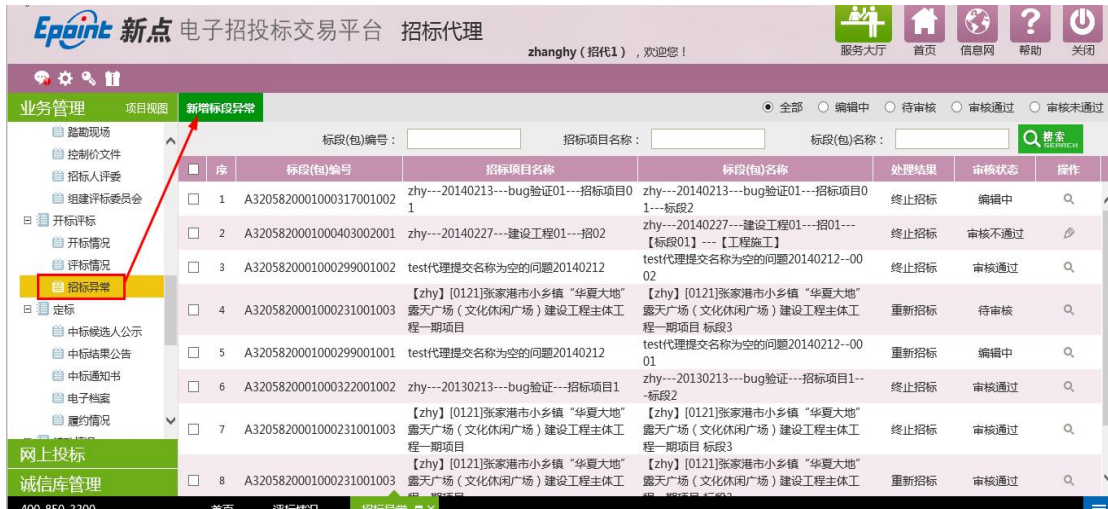 Epoint 新点 电子招投标交易平台 招标代理
zhanghy（招代1），欢迎您！
服务大厅 首页 信息网 帮助 关闭
业务管理 项目视图
新增标段异常
全部 编辑中 待审核 审核通过 审核未通过
标段(包)编号： 招标项目名称： 标段(包)名称： 搜索 SEARCH
踏勘现场
控制价文件
招标人评委
组建评标委员会
开标评标
开标情况
评标情况
招标异常
定标
中标候选人公示
中标结果公告
中标通知书
电子档案
履约情况
网上投标
诚信库管理
序 标段(包)编号 招标项目名称 标段(包)名称 处理结果 审核状态 操作
1 A3205820001000317001002 zhy---20140213---bug验证01---招标项目0
1
zhy---20140213---bug验证01---招标项目0
1---标段2
终止招标 编辑中
2 A3205820001000403002001 zhy---20140227---建设工程01---招02
zhy---20140227---建设工程01---招01---
【标段01】---【工程施工】
终止招标 审核不通过
3 A3205820001000299001002 test代理提交名称为空的问题20140212
test代理提交名称为空的问题20140212--00
02
终止招标 审核通过
4 A3205820001000231001003
【zhy】[0121]张家港市小乡镇“华夏大地”
露天广场（文化休闲广场）建设工程主体工
程一期项目
【zhy】[0121]张家港市小乡镇“华夏大地”
露天广场（文化休闲广场）建设工程主体工
程一期项目 标段3
重新招标 待审核
5 A3205820001000299001001 test代理提交名称为空的问题20140212
test代理提交名称为空的问题20140212--00
01
重新招标 编辑中
6 A3205820001000322001002 zhy---20130213---bug验证---招标项目1
zhy---20130213---bug验证---招标项目1--
-标段2
终止招标 审核通过
7 A3205820001000231001003
【zhy】[0121]张家港市小乡镇“华夏大地”
露天广场（文化休闲广场）建设工程主体工
程一期项目
【zhy】[0121]张家港市小乡镇“华夏大地”
露天广场（文化休闲广场）建设工程主体工
程一期项目 标段3
终止招标 审核通过
8 A3205820001000231001003
【zhy】[0121]张家港市小乡镇“华夏大地”
露天广场（文化休闲广场）建设工程主体工
【zhy】[0121]张家港市小乡镇“华夏大地”
露天广场（文化休闲广场）建设工程主体工
重新招标 审核通过
400-850-3300 首页 评标情况 招标异常